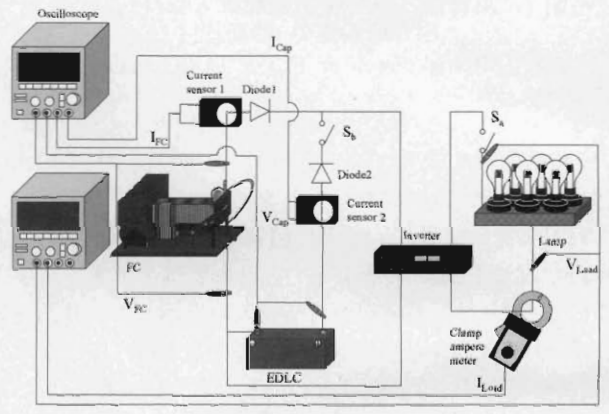 Oscilloscope
I_Cap
Current
sensor 1
Diode1
I_FC
S_b
S_a
Diode2
V_Cap
Current
sensor 2
Inverter
Lamp
FC
V_Load
V_FC
Clamp
ampere
meter
EDLC
I_Load